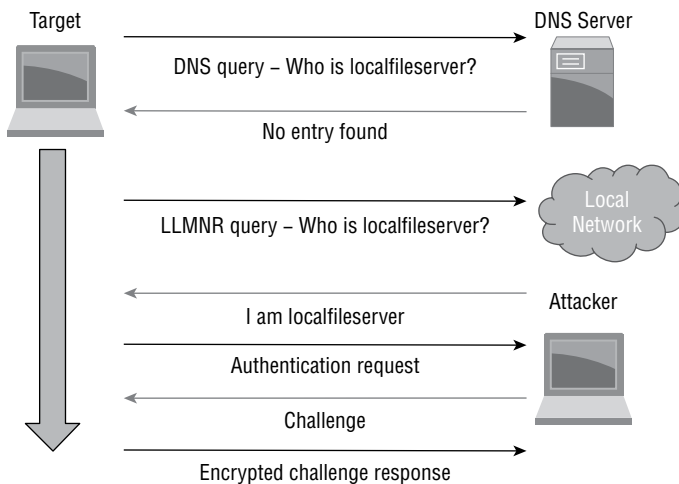 Target
DNS Server
DNS query – Who is localfileserver?
No entry found
LLMNR query – Who is localfileserver?
Local
Network
I am localfileserver
Attacker
Authentication request
Challenge
Encrypted challenge response